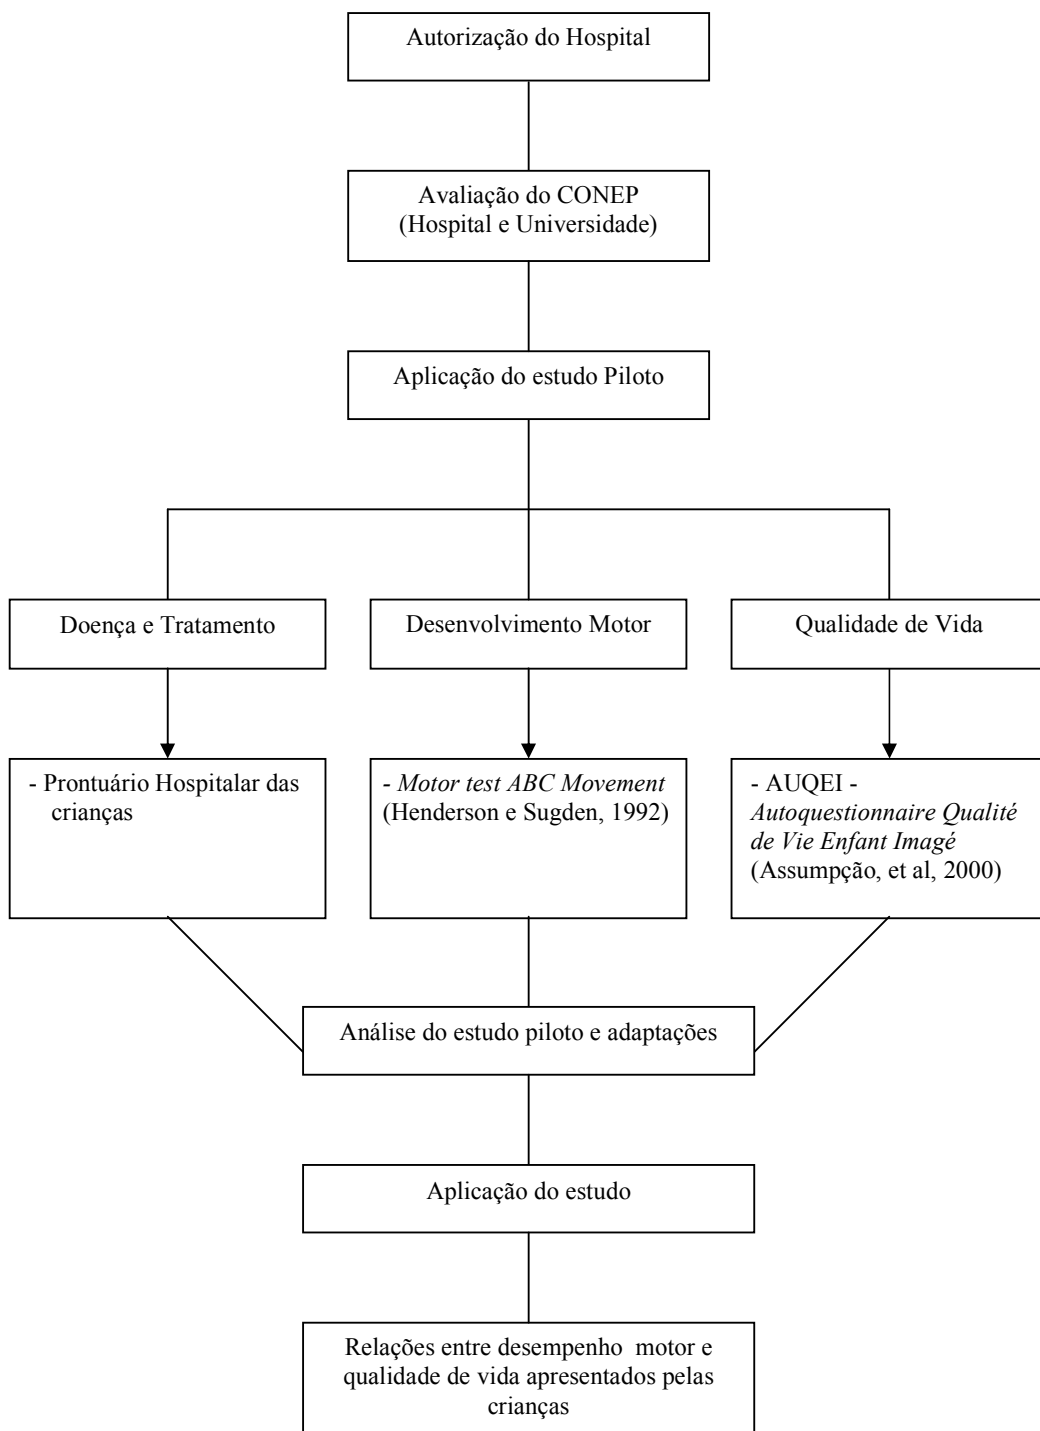 Autorização do Hospital
Avaliação do CONEP
(Hospital e Universidade)
Aplicação do estudo Piloto
Doença e Tratamento
Desenvolvimento Motor
Qualidade de Vida
- Prontuário Hospitalar das
crianças
- Motor test ABC Movement
(Henderson e Sugden, 1992)
- AUQEI -
Autoquestionnaire Qualité
de Vie Enfant Imagé
(Assumpção, et al, 2000)
Análise do estudo piloto e adaptações
Aplicação do estudo
Relações entre desempenho motor e
qualidade de vida apresentados pelas
crianças